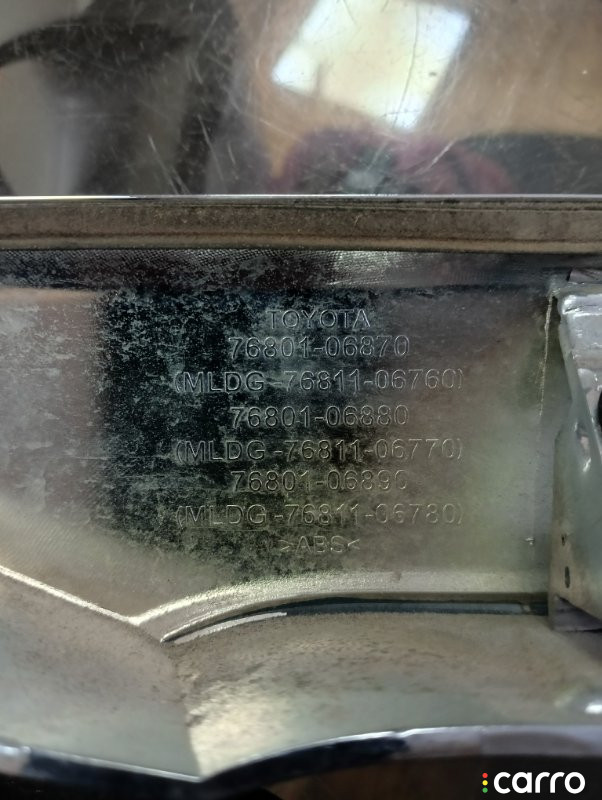 TOYOTA
76801-06870
(MLDG-76811-06760)
76801-06880
(MLDG-76811-06770)
76801-06890
(MLDG-76811-06780)
>ABS<
carro